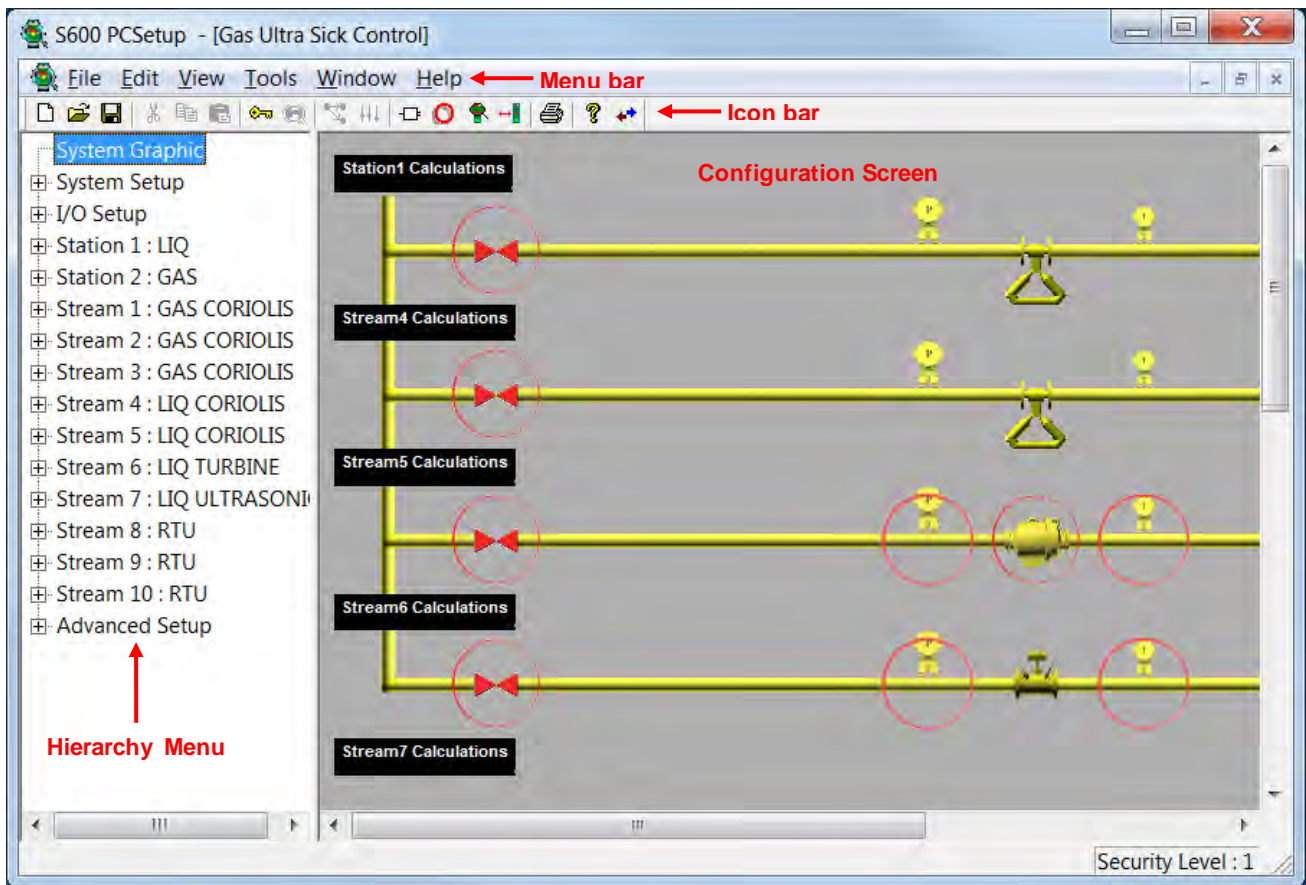 S600 PCSetup - [Gas Ultra Sick Control]
File Edit View Tools Window Help
Menu bar
Icon bar
System Graphic
System Setup
I/O Setup
Station 1 : LIQ
Station 2 : GAS
Stream 1 : GAS CORIOLIS
Stream 2 : GAS CORIOLIS
Stream 3 : GAS CORIOLIS
Stream 4 : LIQ CORIOLIS
Stream 5 : LIQ CORIOLIS
Stream 6 : LIQ TURBINE
Stream 7 : LIQ ULTRASONI
Stream 8 : RTU
Stream 9 : RTU
Stream 10 : RTU
Advanced Setup
Hierarchy Menu
Configuration Screen
Station1 Calculations
P T
Stream4 Calculations
P T
Stream5 Calculations
P T
Stream6 Calculations
P T
Stream7 Calculations
Security Level : 1